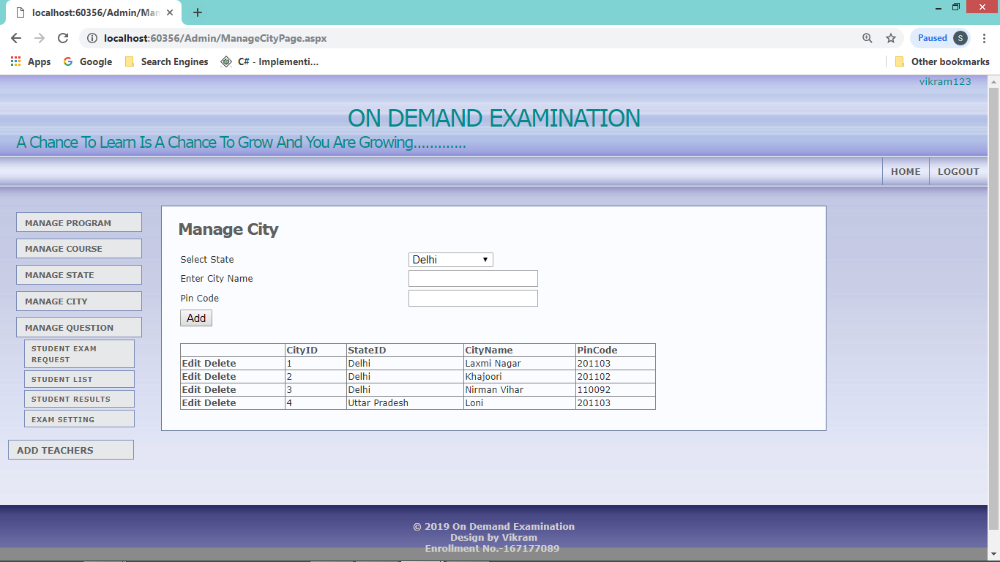 localhost:60356/Admin/Man
localhost:60356/Admin/ManageCityPage.aspx
Paused S
Apps Google Search Engines C# - Implementi... Other bookmarks
vikram123
ON DEMAND EXAMINATION
A Chance To Learn Is A Chance To Grow And You Are Growing.............
HOME LOGOUT
MANAGE PROGRAM
MANAGE COURSE
MANAGE STATE
MANAGE CITY
MANAGE QUESTION
STUDENT EXAM
REQUEST
STUDENT LIST
STUDENT RESULTS
EXAM SETTING
ADD TEACHERS
Manage City
Select State Delhi
Enter City Name
Pin Code
Add
CityID StateID CityName PinCode
Edit Delete 1 Delhi Laxmi Nagar 201103
Edit Delete 2 Delhi Khajoori 201102
Edit Delete 3 Delhi Nirman Vihar 110092
Edit Delete 4 Uttar Pradesh Loni 201103
© 2019 On Demand Examination
Design by Vikram
Enrollment No.-167177089